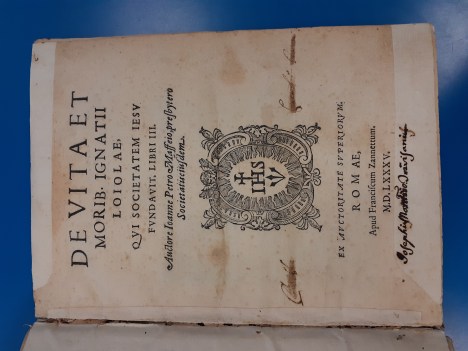 DE VITA ET
MORIB. IGNATII
LOIOLAE,
QVI SOCIETATEM IESV
FVNDAVIT. LIBRI III.
Auctore Ioanne Petro Maffeio, presbytero
Societatis eiusdem.
IHS
EX AVCTORITATE SVPERIORVM.
ROMAE,
Apud Franciscum Zannettum.
M.D.LXXXV.